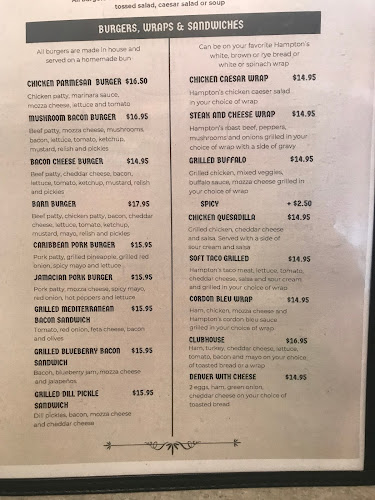 tossed salad, caesar salad or soup
BURGERS, WRAPS & SANDWICHES
All burgers are made in house and
served on a homemade bun
CHICKEN PARMESAN BURGER $16.50
Chicken patty, marinara sauce,
mozza cheese, lettuce and tomato
MUSHROOM BACON BURGER $16.95
Beef patty, mozza cheese, mushrooms,
bacon, lettuce, tomato, ketchup,
mustard, relish and pickles
BACON CHEESE BURGER $14.95
Beef patty, cheddar cheese, bacon,
lettuce, tomato, ketchup, mustard, relish
and pickles
BARN BURGER $17.95
Beef patty, chicken patty, bacon, cheddar
cheese, lettuce, tomato, ketchup,
mustard, mayo, relish and pickles
CARIBBEAN PORK BURGER $15.95
Pork patty, grilled pineapple, grilled red
onion, spicy mayo and lettuce
JAMACIAN PORK BURGER $15.95
Pork patty, mozza cheese, spicy mayo,
red onion, hot peppers and lettuce
GRILLED MEDITERRANEAN $15.95
BACON SANDWICH
Tomato, red onion, feta cheese, bacon
and olives
GRILLED BLUEBERRY BACON $15.95
SANDWICH
Bacon, blueberry jam, mozza cheese
and jalapeños
GRILLED DILL PICKLE $15.95
SANDWICH
Dill pickles, bacon, mozza cheese
and cheddar cheese
Can be on your favorite Hampton's
white, brown or rye bread or
white or spinach wrap
CHICKEN CAESAR WRAP $14.95
Hampton's chicken caeser salad
in your choice of wrap
STEAK AND CHEESE WRAP $14.95
Hampton's roast beef, peppers,
mushrooms and onions grilled in your
choice of wrap with a side of gravy
GRILLED BUFFALO $14.95
Grilled chicken, mixed veggies,
buffalo sauce, mozza cheese grilled in
your choice of wrap
SPICY + $2.50
CHICKEN QUESADILLA $14.95
Grilled chicken, cheddar cheese
and salsa. Served with a side of
sour cream and salsa
SOFT TACO GRILLED $14.95
Hampton's taco meat, lettuce, tomato,
cheddar cheese, salsa and sour cream
and grilled in your choice of wrap
CORDON BLEU WRAP $14.95
Ham, chicken, mozza cheese and
Hampton's cordon bleu sauce
grilled in your choice of wrap
CLUBHOUSE $16.95
Ham, turkey, cheddar cheese, lettuce,
tomato, bacon and mayo on your choice
of toasted bread or a wrap
DENVER WITH CHEESE $14.95
2 eggs, ham, green onion,
cheddar cheese on your choice of
toasted bread